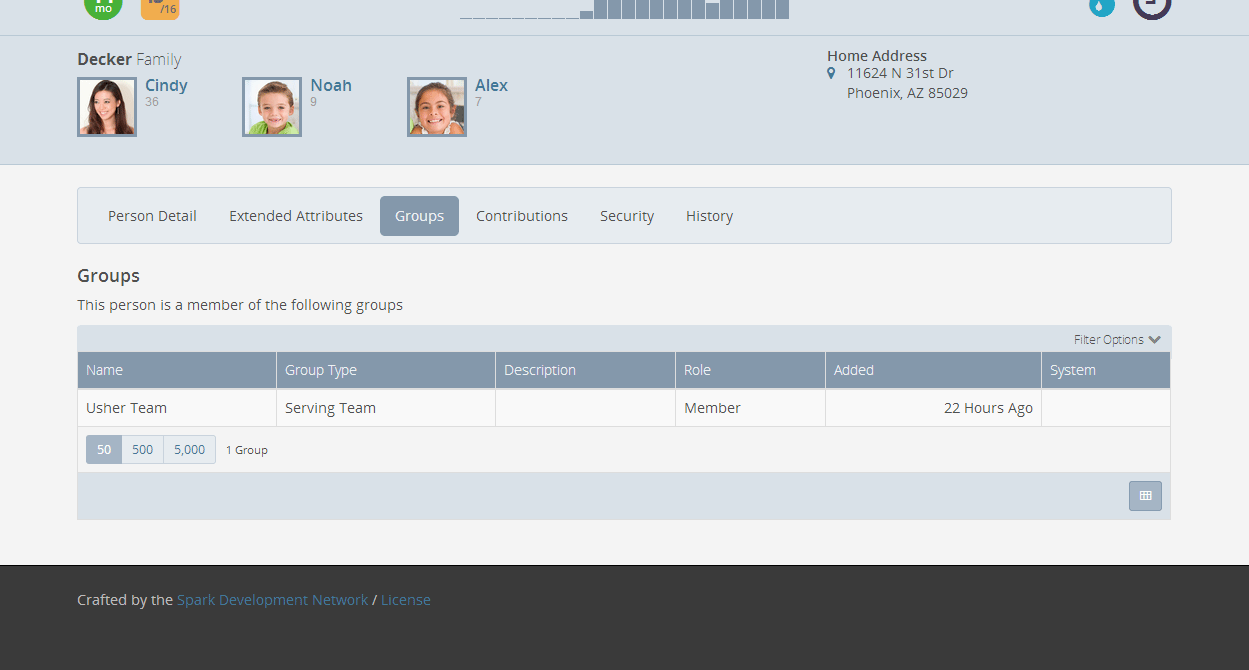 mo
/16
Decker Family
Cindy
36
Noah
9
Alex
7
Home Address
11624 N 31st Dr
Phoenix, AZ 85029
Person Detail Extended Attributes Groups Contributions Security History
Groups
This person is a member of the following groups
Filter Options
Name Group Type Description Role Added System
Usher Team Serving Team Member 22 Hours Ago
50 500 5,000 1 Group
Crafted by the Spark Development Network / License